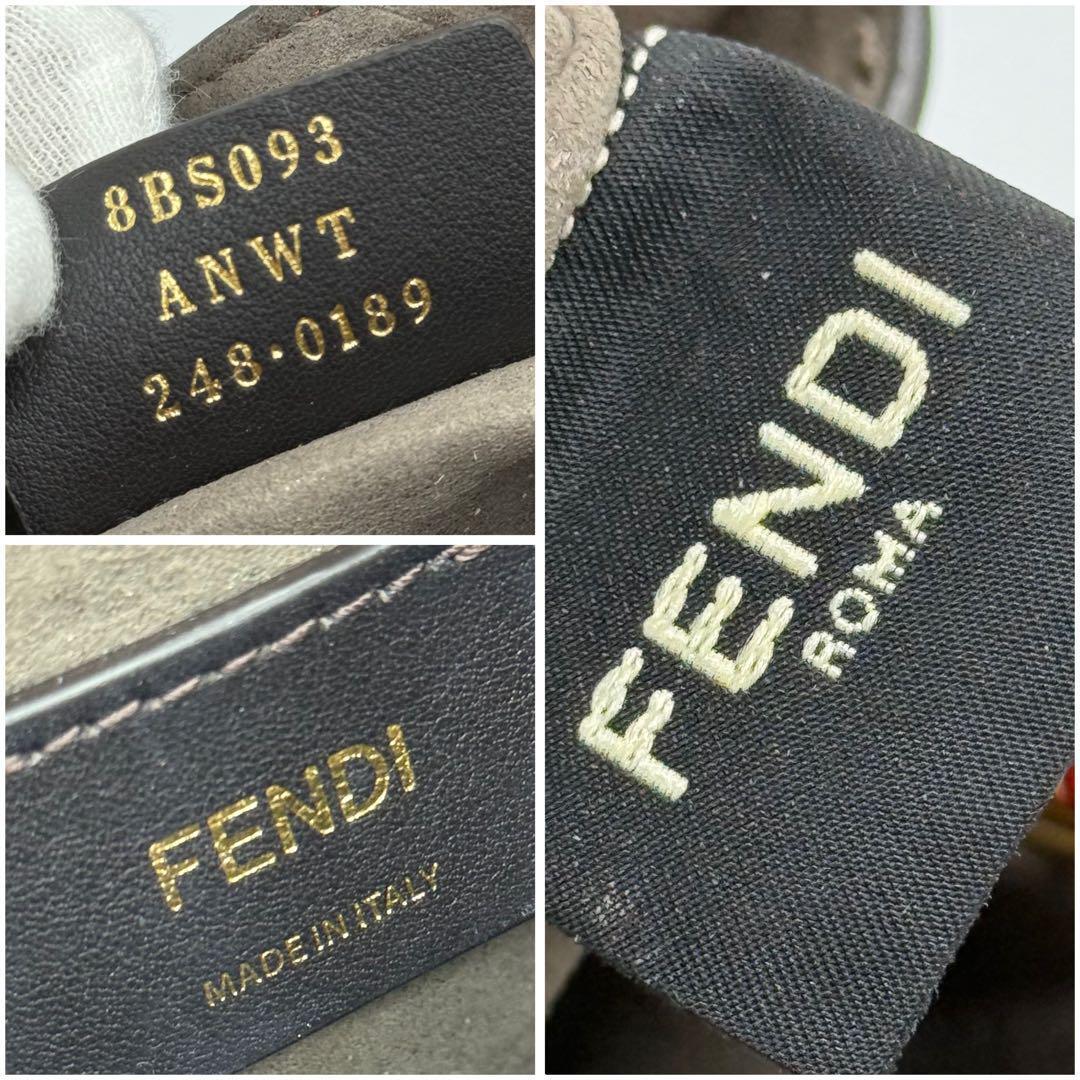 8BS093
ANWT
248·0189
FENDI
MADE IN ITALY
FENDI
ROMA